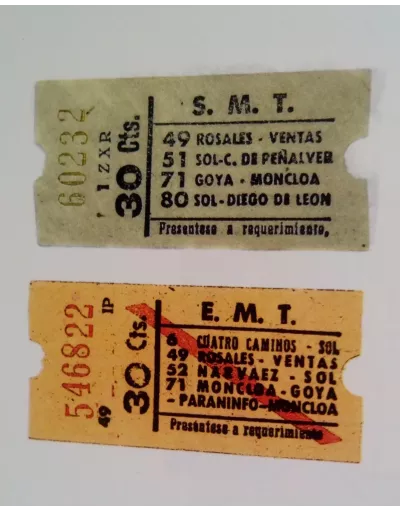 60232
1 ZXR
30 Cts.
S. M. T.
49 ROSALES - VENTAS
51 SOL-C. DE PEÑALVER
71 GOYA - MONCLOA
80 SOL-DIEGO DE LEON
Presentese a requerimiento.
546822
49 IP
30 Cts.
E. M. T.
6 CUATRO CAMINOS - SOL
49 ROSALES - VENTAS
52 NARVAEZ - SOL
71 MONCLOA-GOYA
- PARANINFO-MONCLOA
Preséntese a requerimiento